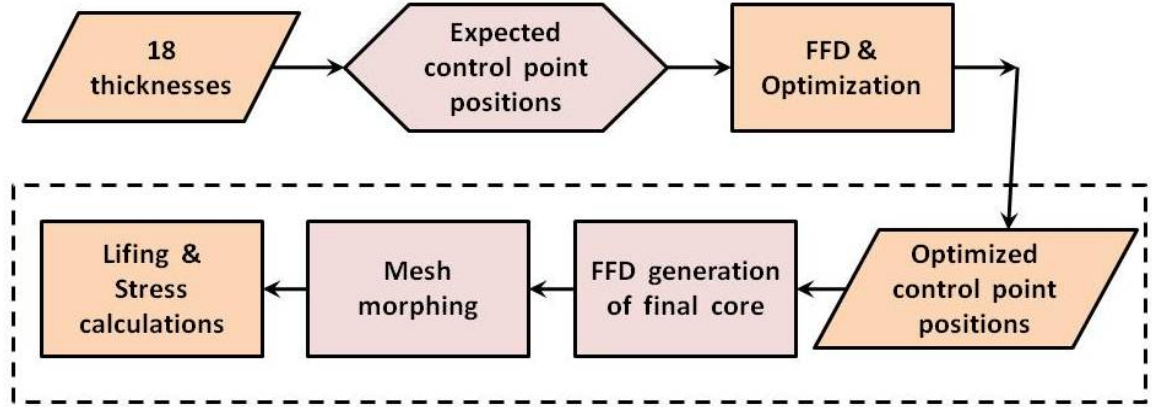 18
thicknesses
Expected
control point
positions
FFD &
Optimization
Optimized
control point
positions
FFD generation
of final core
Mesh
morphing
Lifing &
Stress
calculations